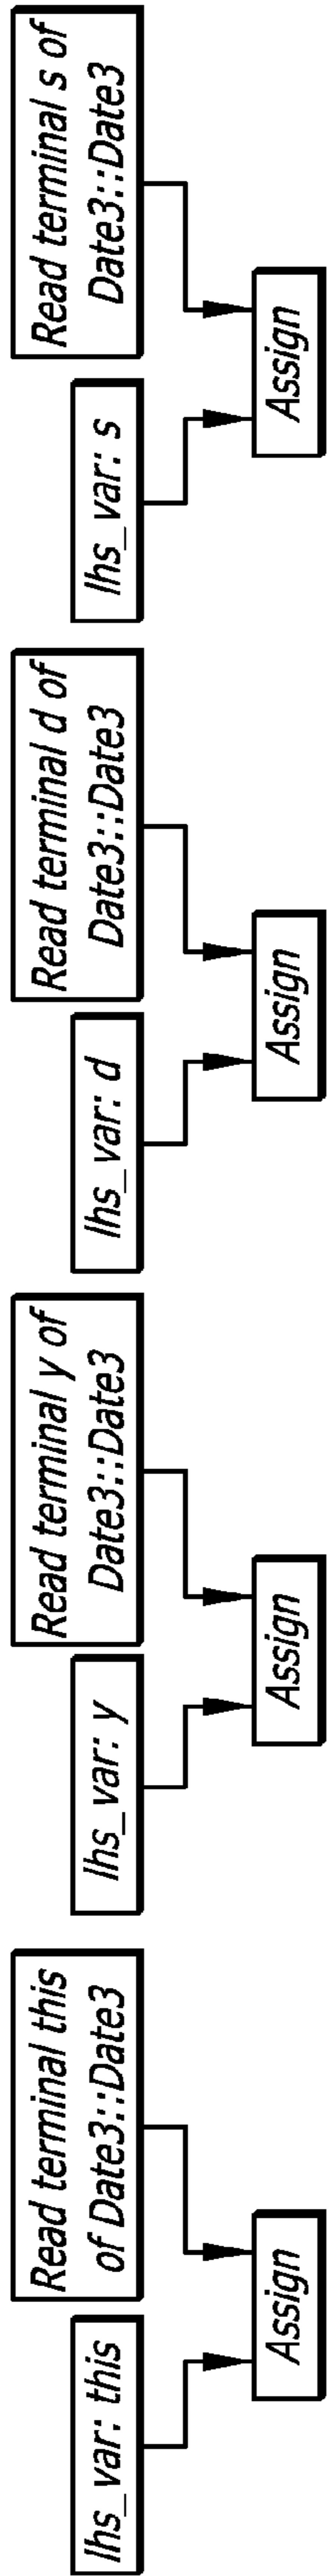 lhs_var: this
Read terminal this
of Date3::Date3
Assign
lhs_var: y
Read terminal y of
Date3::Date3
Assign
lhs_var: d
Read terminal d of
Date3::Date3
Assign
lhs_var: s
Read terminal s of
Date3::Date3
Assign